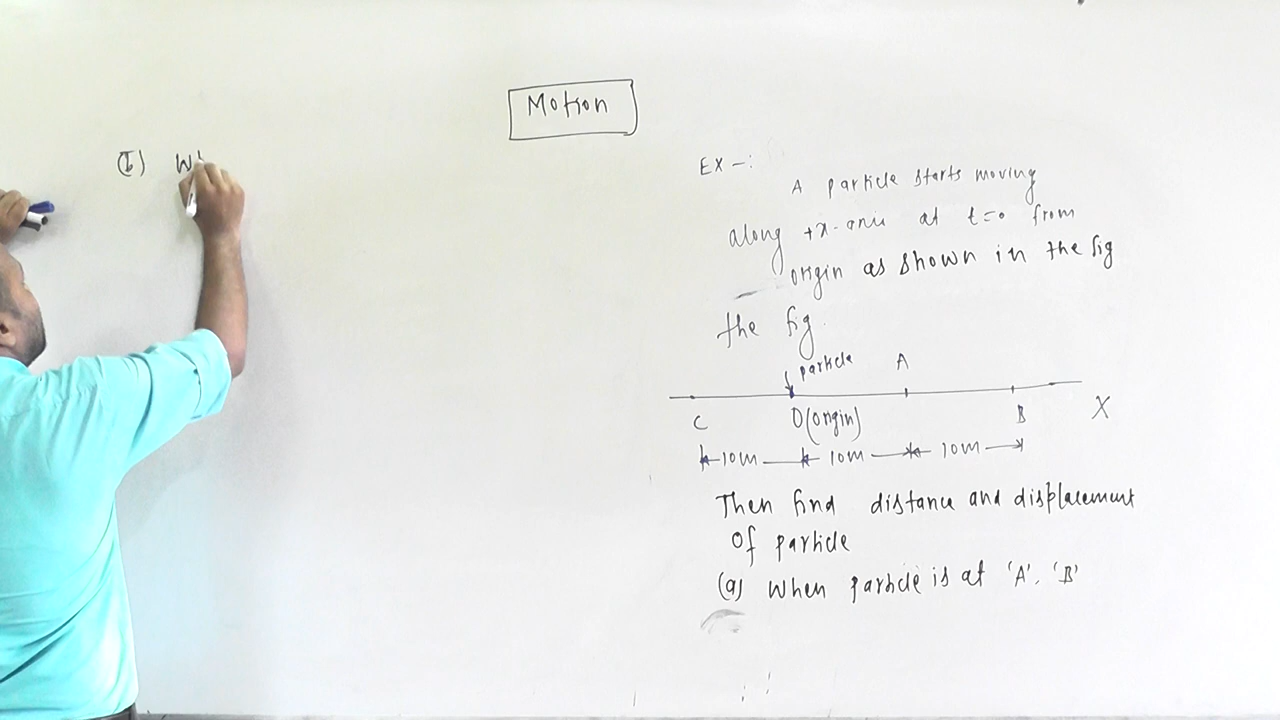 Motion
(b) Wh
EX -:
A particle starts moving
along +x-axis at t=0 from
origin as shown in the fig
the fig.
particle
A
C
O(origin)
B
X
10m 10m 10m
Then find distance and displacement
Of particle
(a) When particle is at 'A', 'B'